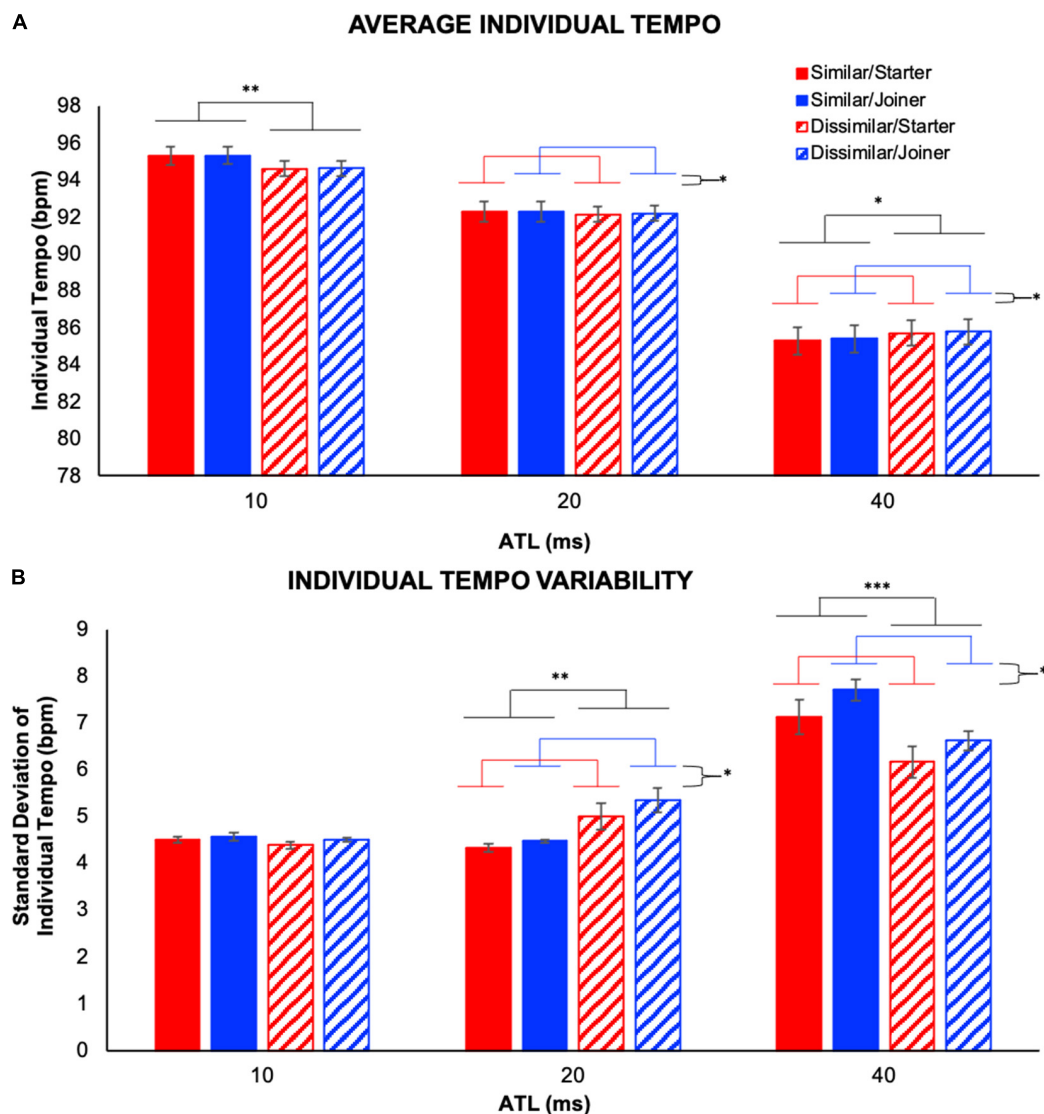 A
AVERAGE INDIVIDUAL TEMPO
Similar/Starter
Similar/Joiner
Dissimilar/Starter
Dissimilar/Joiner
Individual Tempo (bpm)
98
96
94
92
90
88
86
84
82
80
78
**
*
*
*
10
20
40
ATL (ms)
B
INDIVIDUAL TEMPO VARIABILITY
Standard Deviation of
Individual Tempo (bpm)
9
8
7
6
5
4
3
2
1
0
**
*
***
*
10
20
40
ATL (ms)